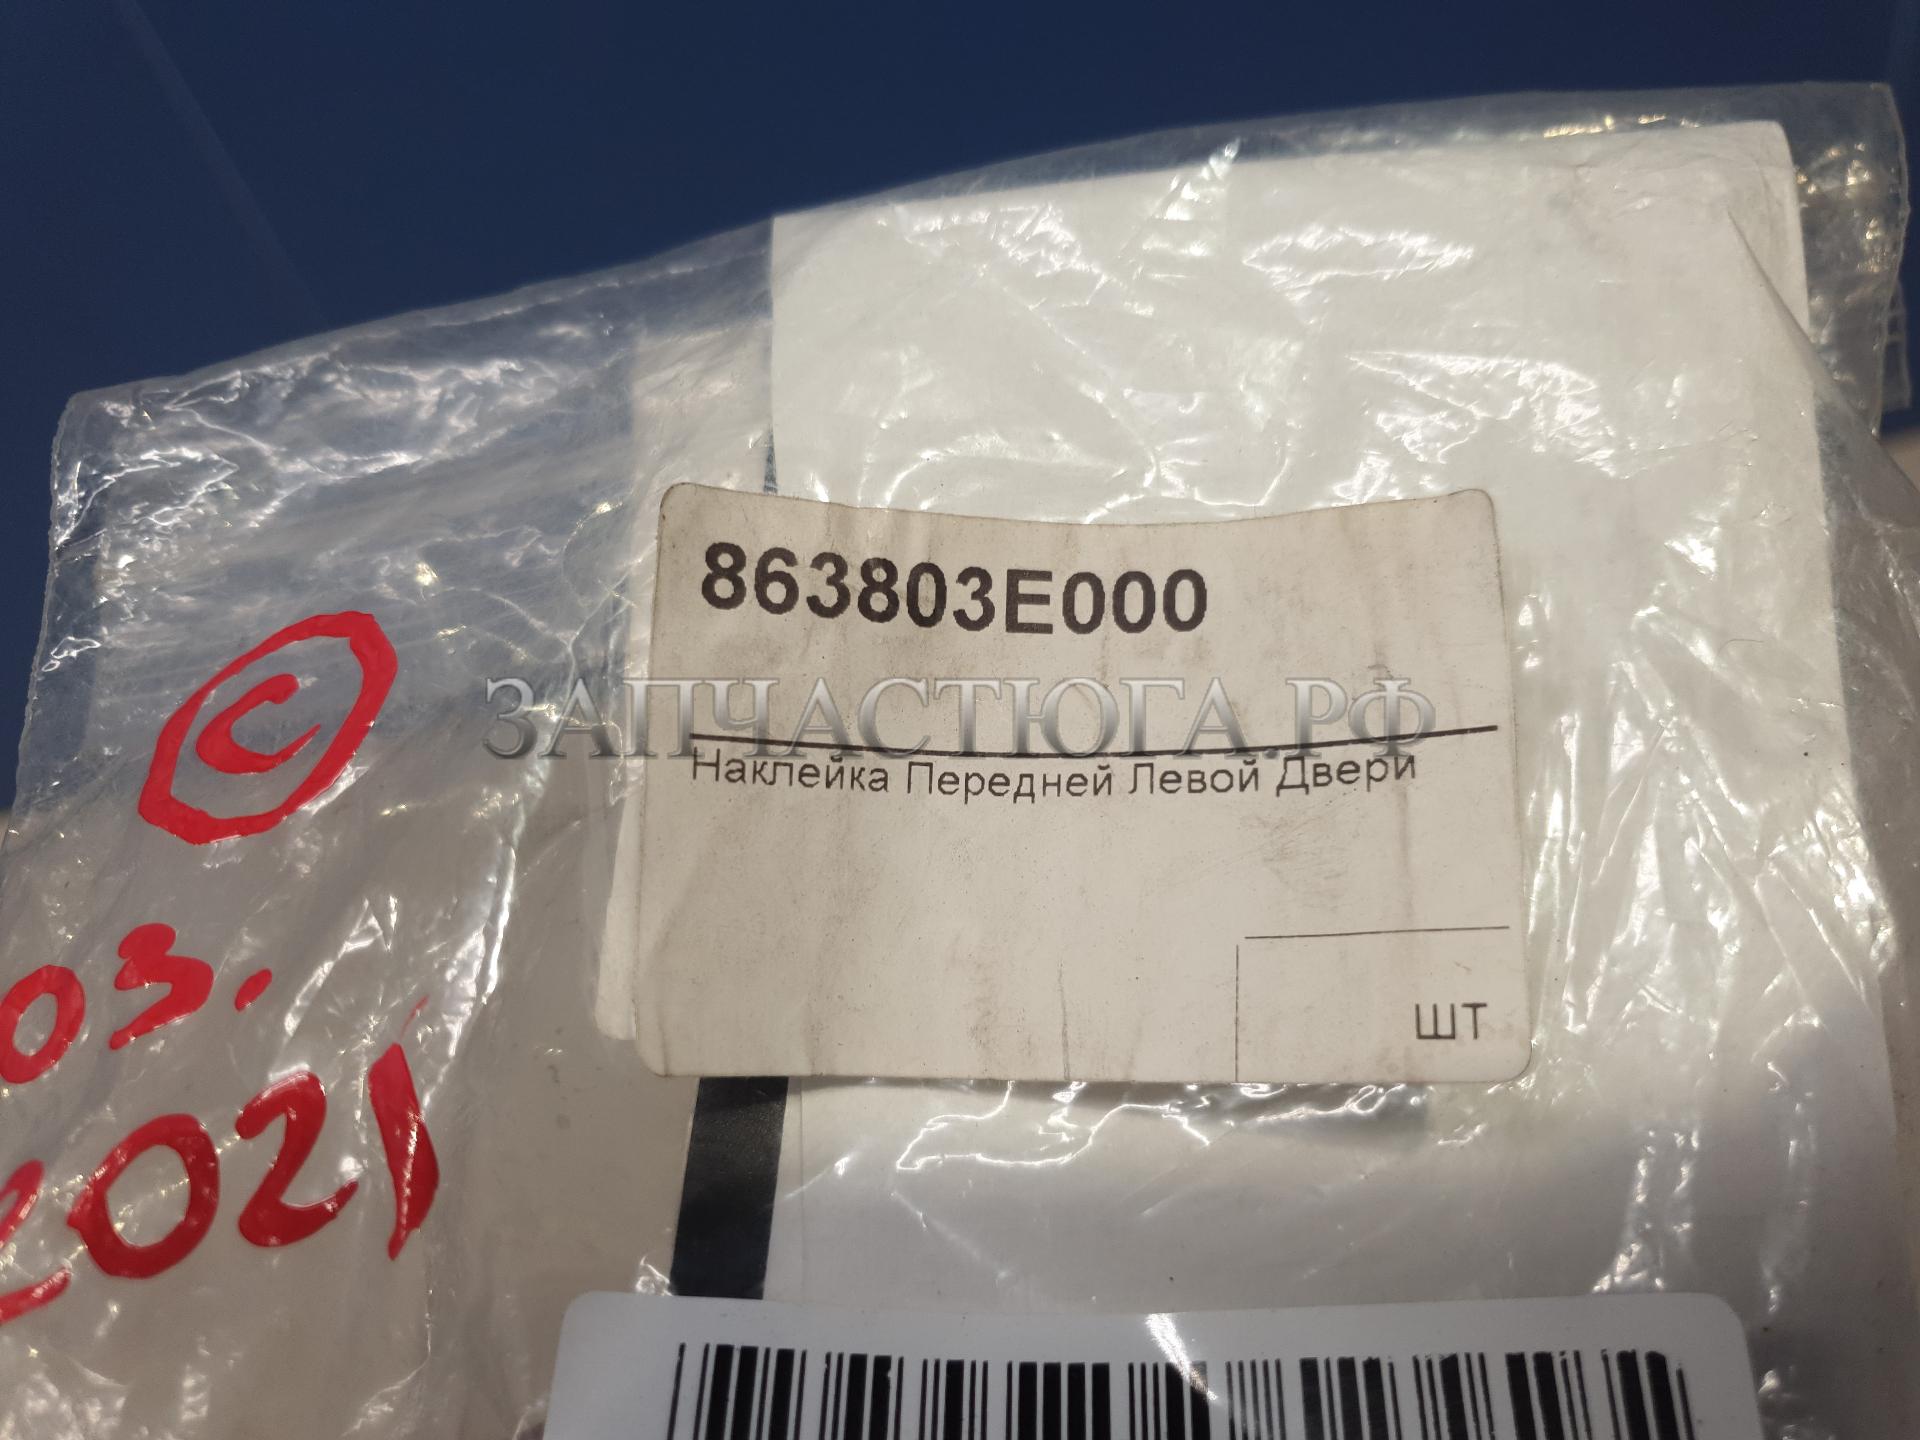 863803E000
ЗАПЧАСТЮГА.РФ
Наклейка Передней Левой Двери
шт
С
03.
2021